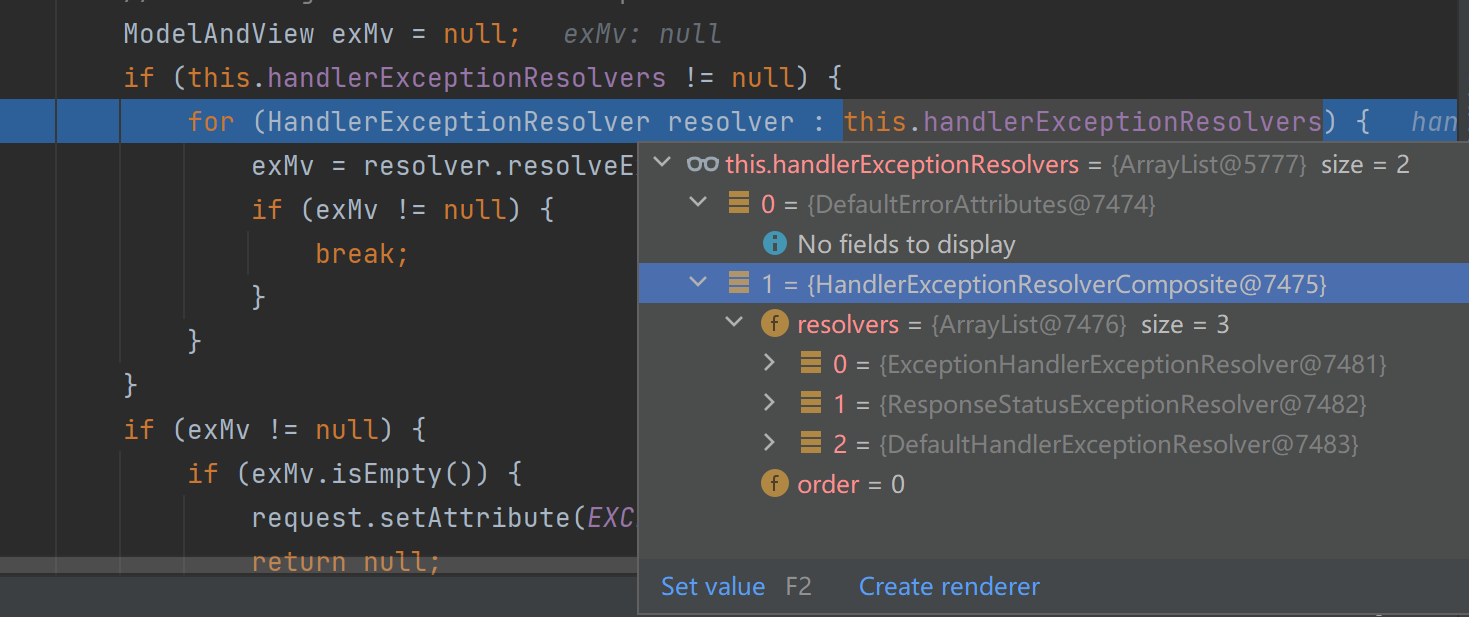 ModelAndView exMv = null;   exMv: null
if (this.handlerExceptionResolvers != null) {
for (HandlerExceptionResolver resolver : this.handlerExceptionResolvers) {   han
exMv = resolver.resolveE
if (exMv != null) {
break;
}
}
}
if (exMv != null) {
if (exMv.isEmpty()) {
request.setAttribute(EXC
return null;
this.handlerExceptionResolvers = {ArrayList@5777} size = 2
0 = {DefaultErrorAttributes@7474}
No fields to display
1 = {HandlerExceptionResolverComposite@7475}
f resolvers = {ArrayList@7476} size = 3
0 = {ExceptionHandlerExceptionResolver@7481}
1 = {ResponseStatusExceptionResolver@7482}
2 = {DefaultHandlerExceptionResolver@7483}
f order = 0
Set value F2 Create renderer